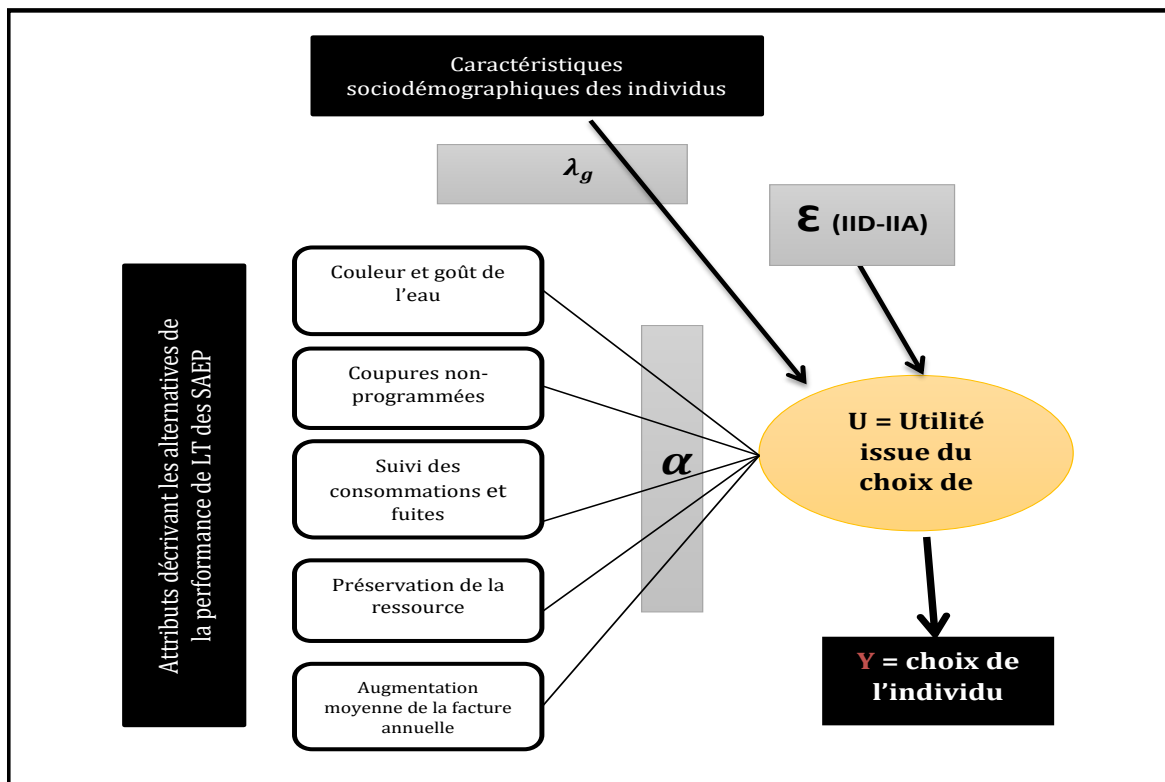 Caractéristiques
sociodémographiques des individus
λg
ε (IID-IIA)
Attributs décrivant les alternatives de
la performance de LT des SAEP
Couleur et goût de
l’eau
Coupures non-
programmées
Suivi des
consommations et
fuites
Préservation de la
ressource
Augmentation
moyenne de la facture
annuelle
α
U = Utilité
issue du
choix de
Y = choix de
l’individu